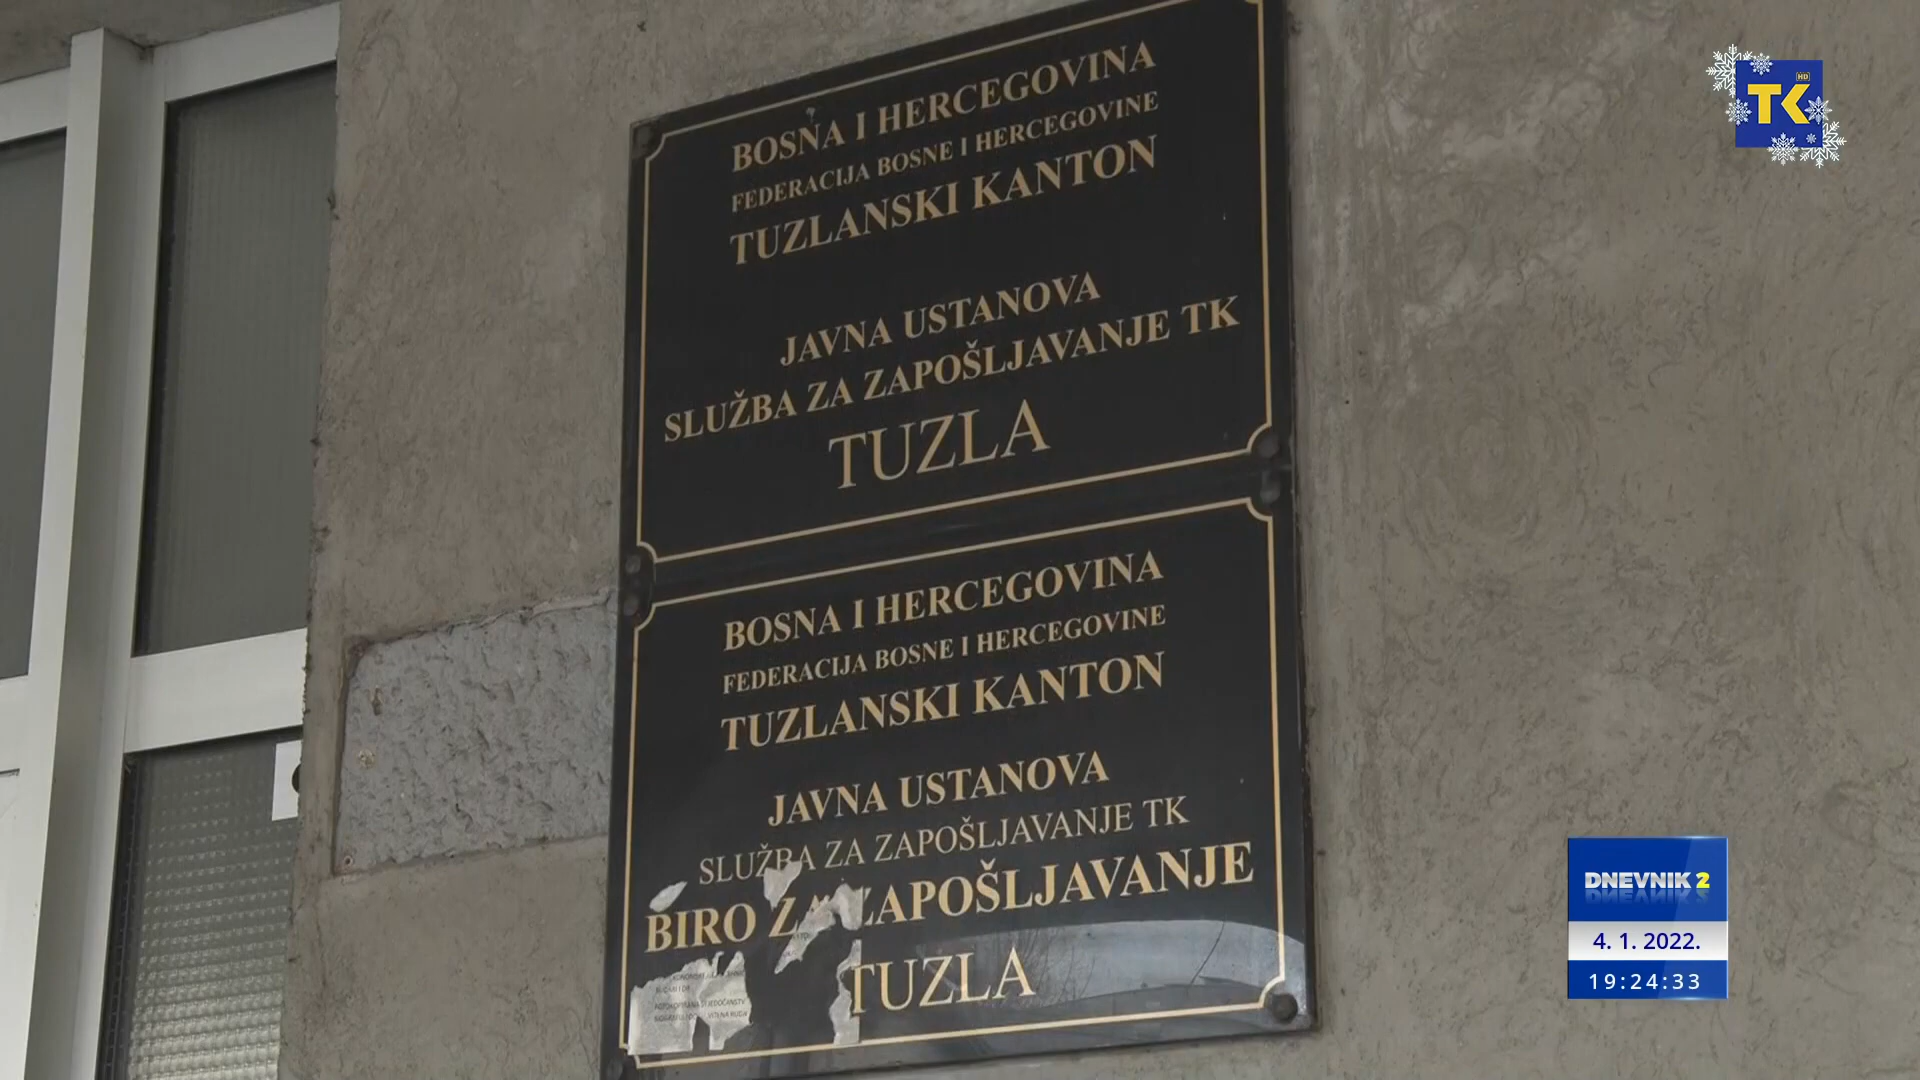 BOSNA I HERCEGOVINA
FEDERACIJA BOSNE I HERCEGOVINE
TUZLANSKI KANTON
JAVNA USTANOVA
SLUŽBA ZA ZAPOŠLJAVANJE TK
TUZLA
BOSNA I HERCEGOVINA
FEDERACIJA BOSNE I HERCEGOVINE
TUZLANSKI KANTON
JAVNA USTANOVA
SLUŽBA ZA ZAPOŠLJAVANJE TK
BIRO ZA ZAPOŠLJAVANJE
TUZLA
TK HD
DNEVNIK 2
4. 1. 2022.
19:24:33